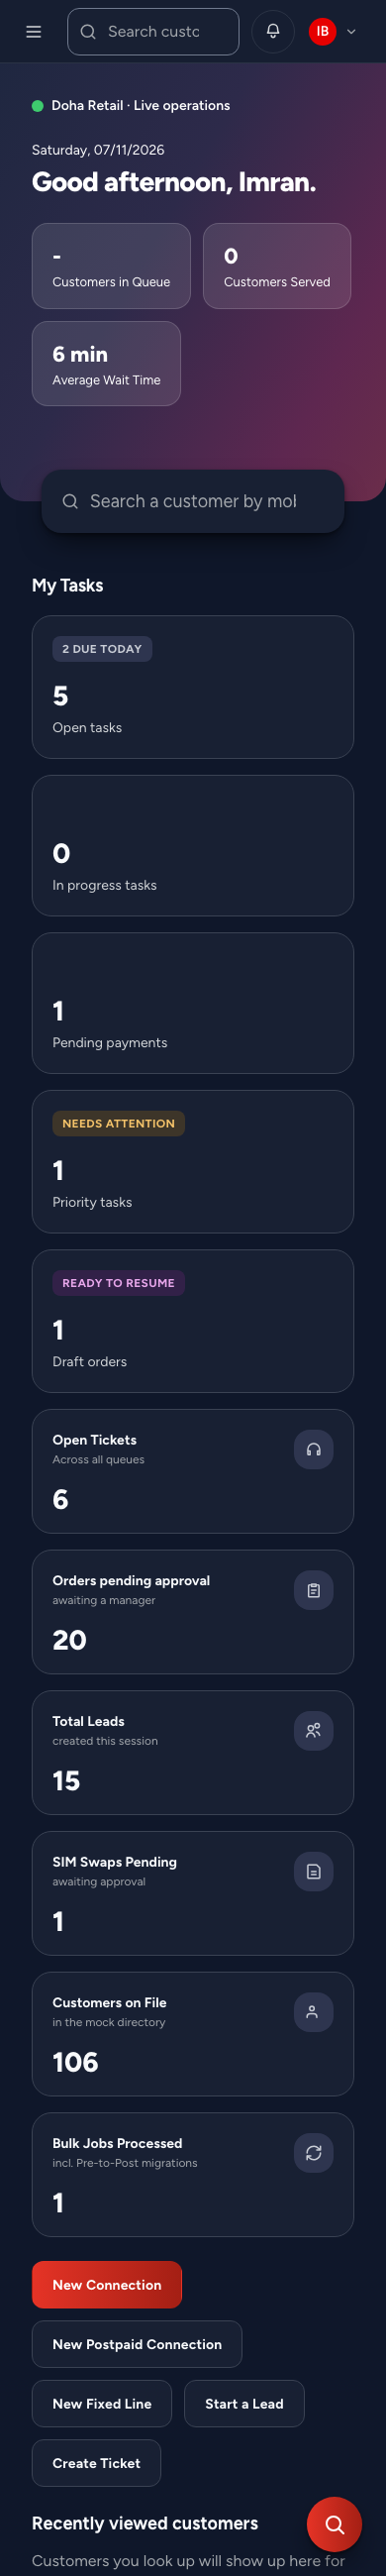 Search custo
IB
Doha Retail · Live operations
Saturday, 07/11/2026
Good afternoon, Imran.
-
Customers in Queue
0
Customers Served
6 min
Average Wait Time
Search a customer by mol
My Tasks
2 DUE TODAY
5
Open tasks
0
In progress tasks
1
Pending payments
NEEDS ATTENTION
1
Priority tasks
READY TO RESUME
1
Draft orders
Open Tickets
Across all queues
6
Orders pending approval
awaiting a manager
20
Total Leads
created this session
15
SIM Swaps Pending
awaiting approval
1
Customers on File
in the mock directory
106
Bulk Jobs Processed
incl. Pre-to-Post migrations
1
New Connection
New Postpaid Connection
New Fixed Line
Start a Lead
Create Ticket
Recently viewed customers
Customers you look up will show up here for